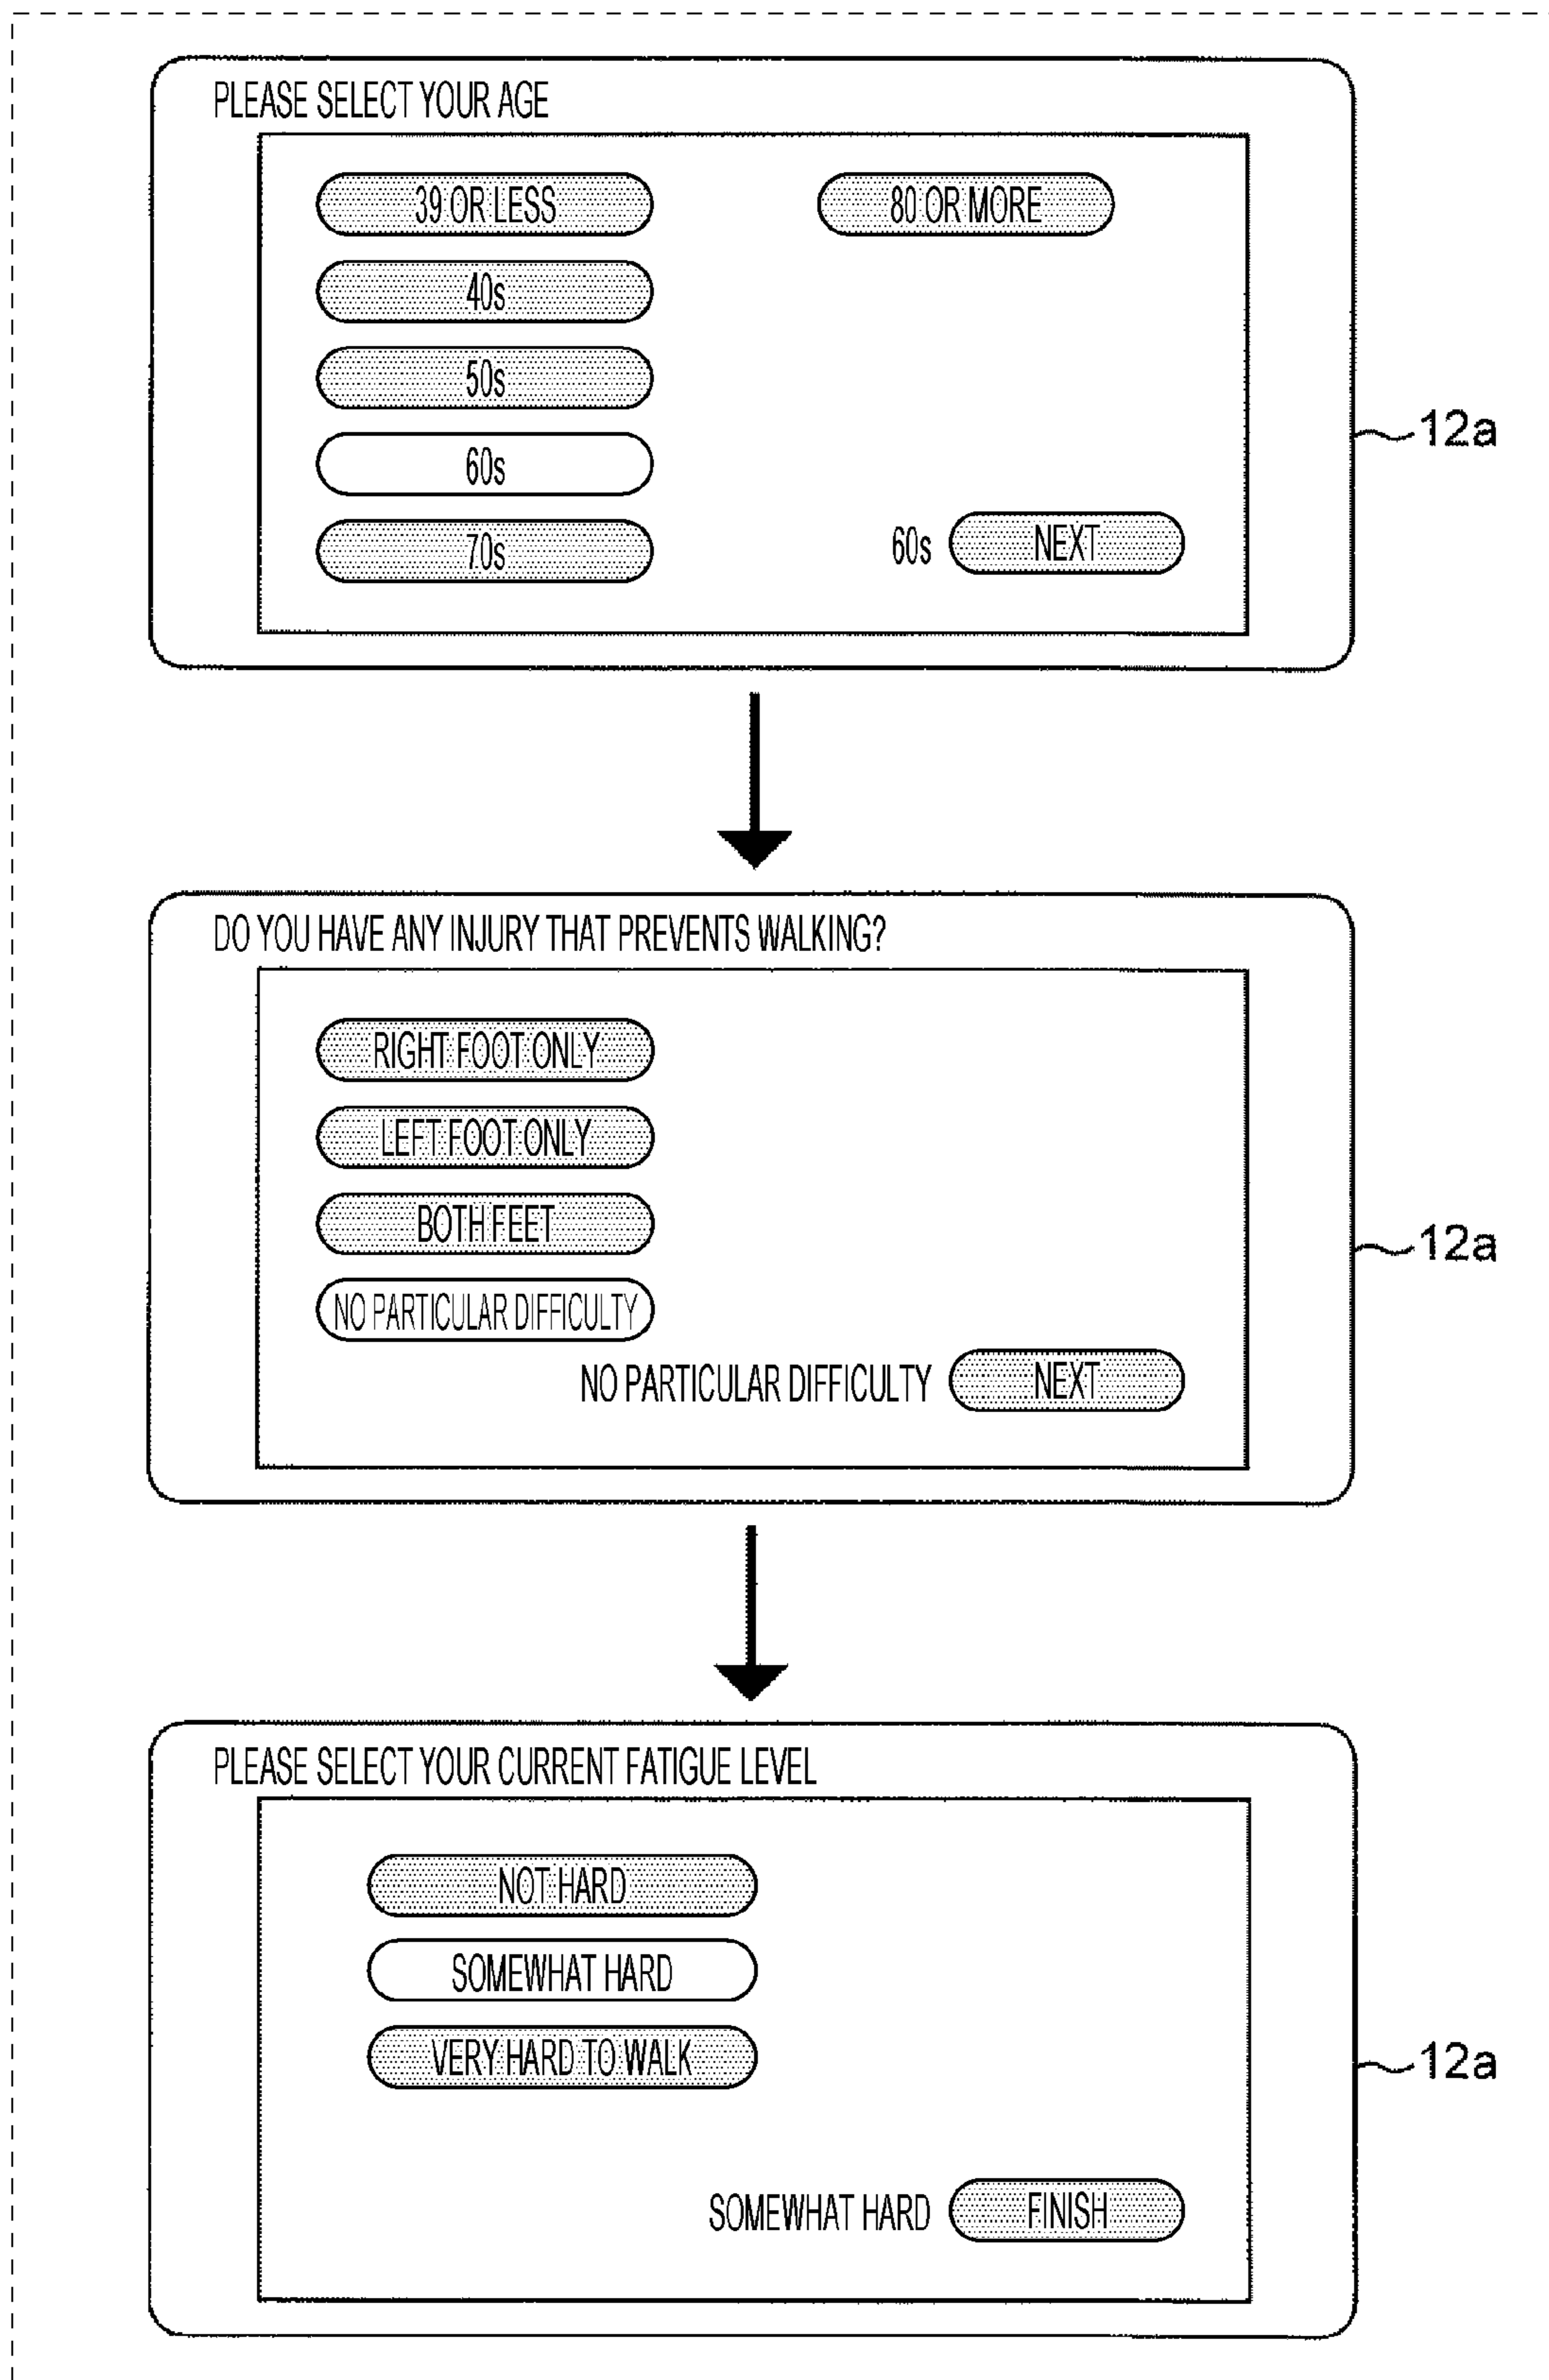 PLEASE SELECT YOUR AGE
39 OR LESS
80 OR MORE
40s
50s
12a
60s
70s
60s NEXT
DO YOU HAVE ANY INJURY THAT PREVENTS WALKING?
RIGHT FOOT ONLY
LEFT FOOT ONLY
BOTH FEET
12a
NO PARTICULAR DIFFICULTY
NO PARTICULAR DIFFICULTY NEXT
PLEASE SELECT YOUR CURRENT FATIGUE LEVEL
NOT HARD
SOMEWHAT HARD
VERY HARD TO WALK
12a
SOMEWHAT HARD FINISH